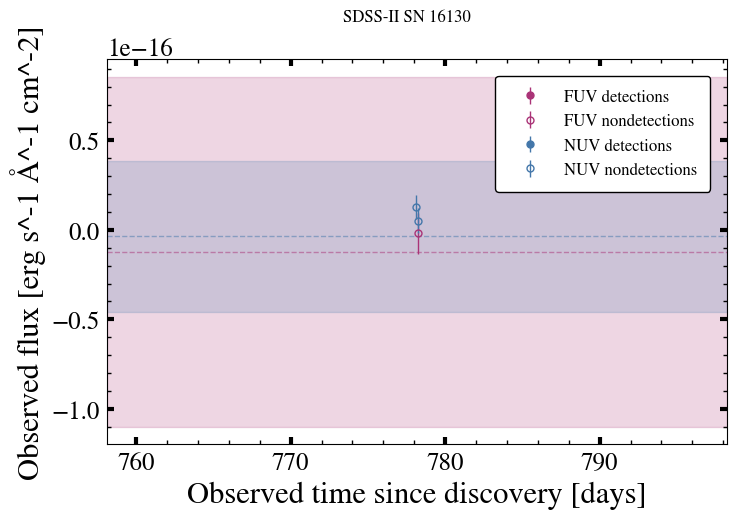 SDSS-II SN 16130
1e−16
Observed flux [erg s^-1 Å^-1 cm^-2]
0.5
0.0
−0.5
−1.0
FUV detections
FUV nondetections
NUV detections
NUV nondetections
760 770 780 790
Observed time since discovery [days]